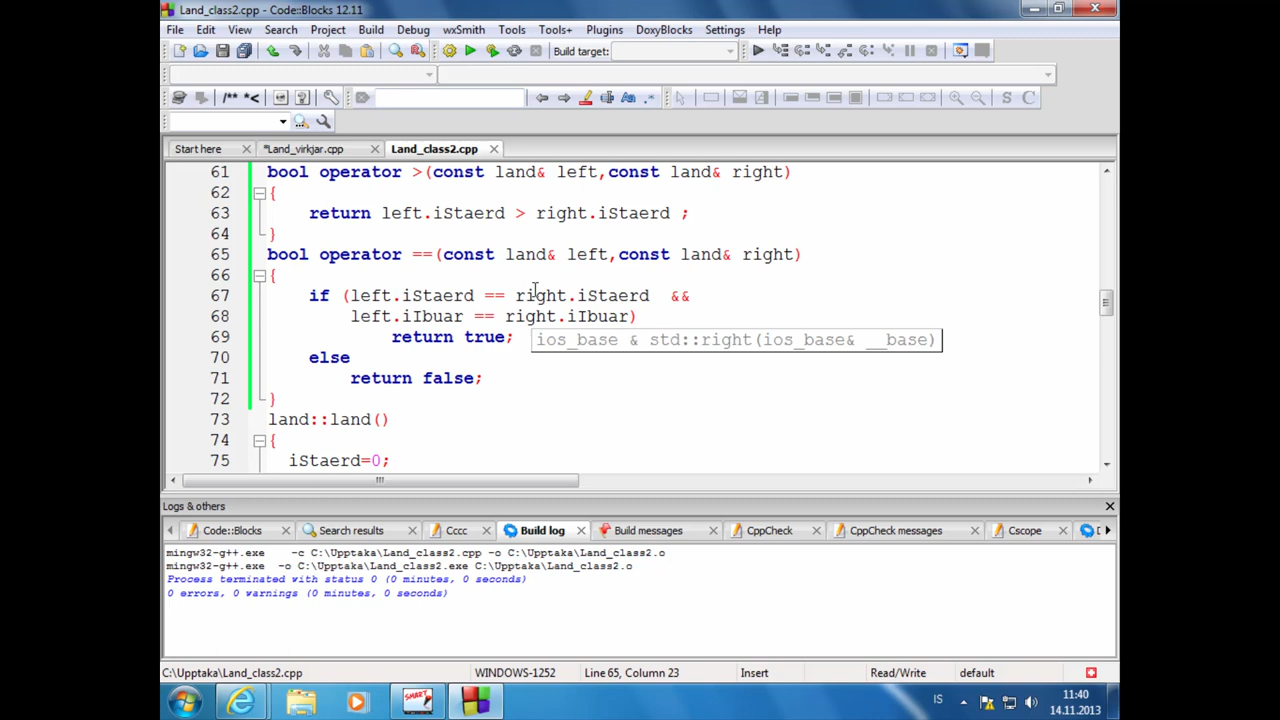 Land_class2.cpp - Code::Blocks 12.11
File Edit View Search Project Build Debug wxSmith Tools Tools+ Plugins DoxyBlocks Settings Help
Build target:
/** *<
Aa .*
S C
Start here *Land_virkjar.cpp Land_class2.cpp
61 bool operator >(const land& left,const land& right)
62 {
63 return left.iStaerd > right.iStaerd ;
64 }
65 bool operator ==(const land& left,const land& right)
66 {
67 if (left.iStaerd == right.iStaerd &&
68 left.iIbuar == right.iIbuar)
69 return true;
ios_base & std::right(ios_base& __base)
70 else
71 return false;
72 }
73 land::land()
74 {
75 iStaerd=0;
Logs & others
Code::Blocks Search results Cccc Build log Build messages CppCheck CppCheck messages Cscope D
mingw32-g++.exe -c C:\Upptaka\Land_class2.cpp -o C:\Upptaka\Land_class2.o
mingw32-g++.exe -o C:\Upptaka\Land_class2.exe C:\Upptaka\Land_class2.o
Process terminated with status 0 (0 minutes, 0 seconds)
0 errors, 0 warnings (0 minutes, 0 seconds)
C:\Upptaka\Land_class2.cpp WINDOWS-1252 Line 65, Column 23 Insert Read/Write default
SMART IS 11:40
14.11.2013